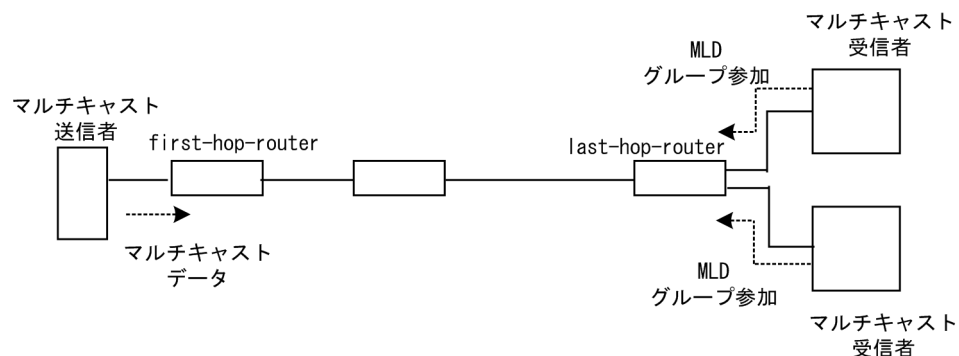 マルチキャスト
受信者
MLD
グループ参加
マルチキャスト
送信者
first-hop-router
last-hop-router
マルチキャスト
データ
MLD
グループ参加
マルチキャスト
受信者